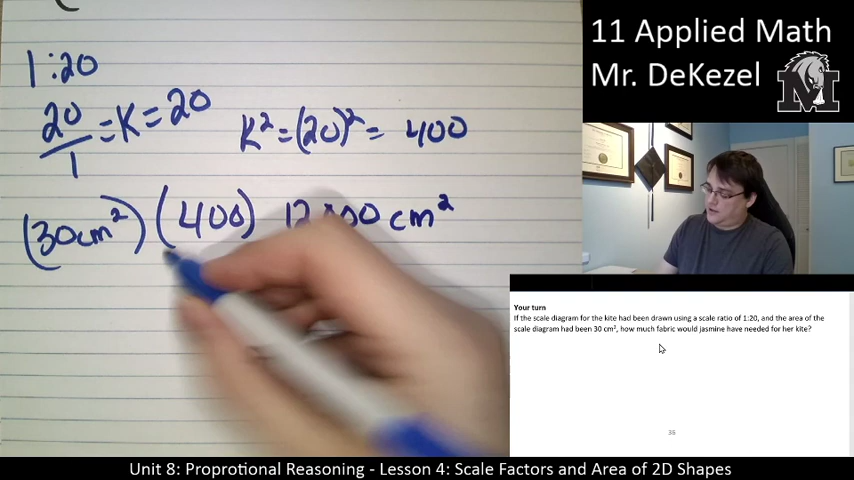 1:20
20/1 = K = 20 K² = (20)² = 400
(30cm²)(400) 12000 cm²
11 Applied Math
Mr. DeKezel
M
Your turn
If the scale diagram for the kite had been drawn using a scale ratio of 1:20, and the area of the
scale diagram had been 30 cm², how much fabric would Jasmine have needed for her kite?
Unit 8: Proprotional Reasoning - Lesson 4: Scale Factors and Area of 2D Shapes